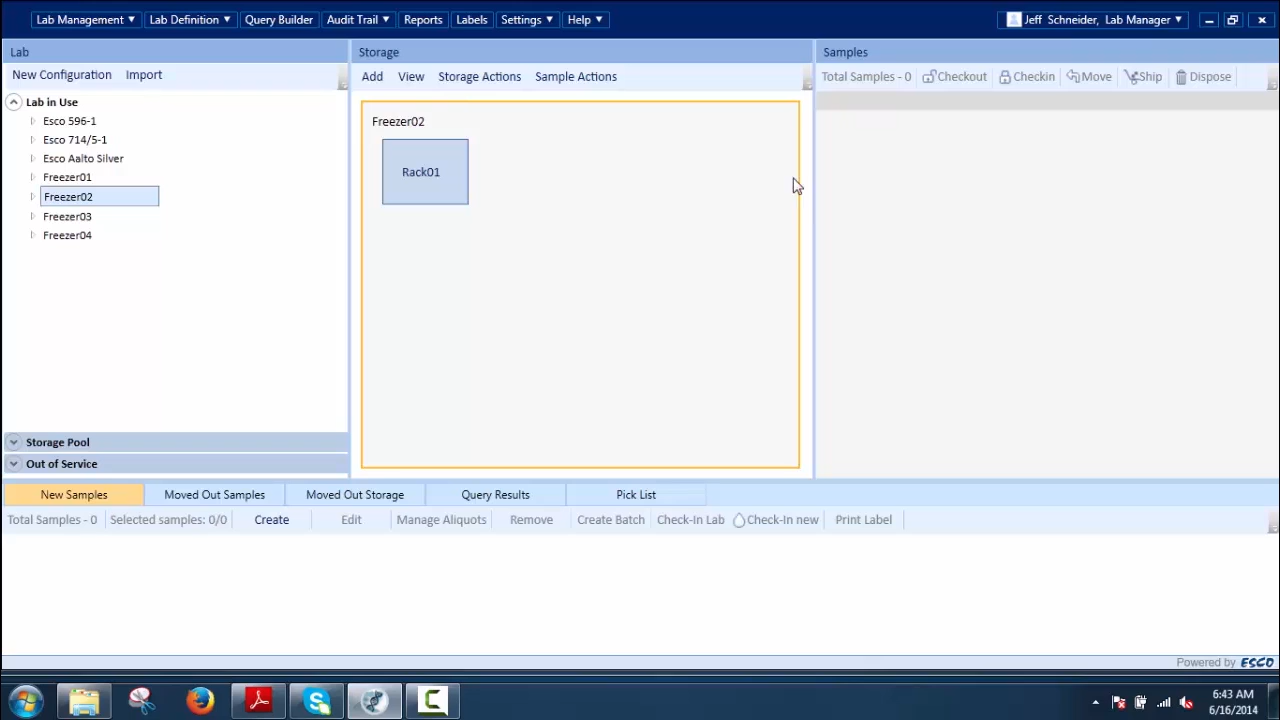 Lab Management Lab Definition Query Builder Audit Trail Reports Labels Settings Help Jeff Schneider, Lab Manager
Lab
New Configuration Import
Lab in Use
Esco 596-1
Esco 714/5-1
Esco Aalto Silver
Freezer01
Freezer02
Freezer03
Freezer04
Storage Pool
Out of Service
Storage
Add View Storage Actions Sample Actions
Freezer02
Rack01
Samples
Total Samples - 0 Checkout Checkin Move Ship Dispose
New Samples Moved Out Samples Moved Out Storage Query Results Pick List
Total Samples - 0 Selected samples: 0/0 Create Edit Manage Aliquots Remove Create Batch Check-In Lab Check-In new Print Label
Powered by ESCO
6:43 AM
6/16/2014